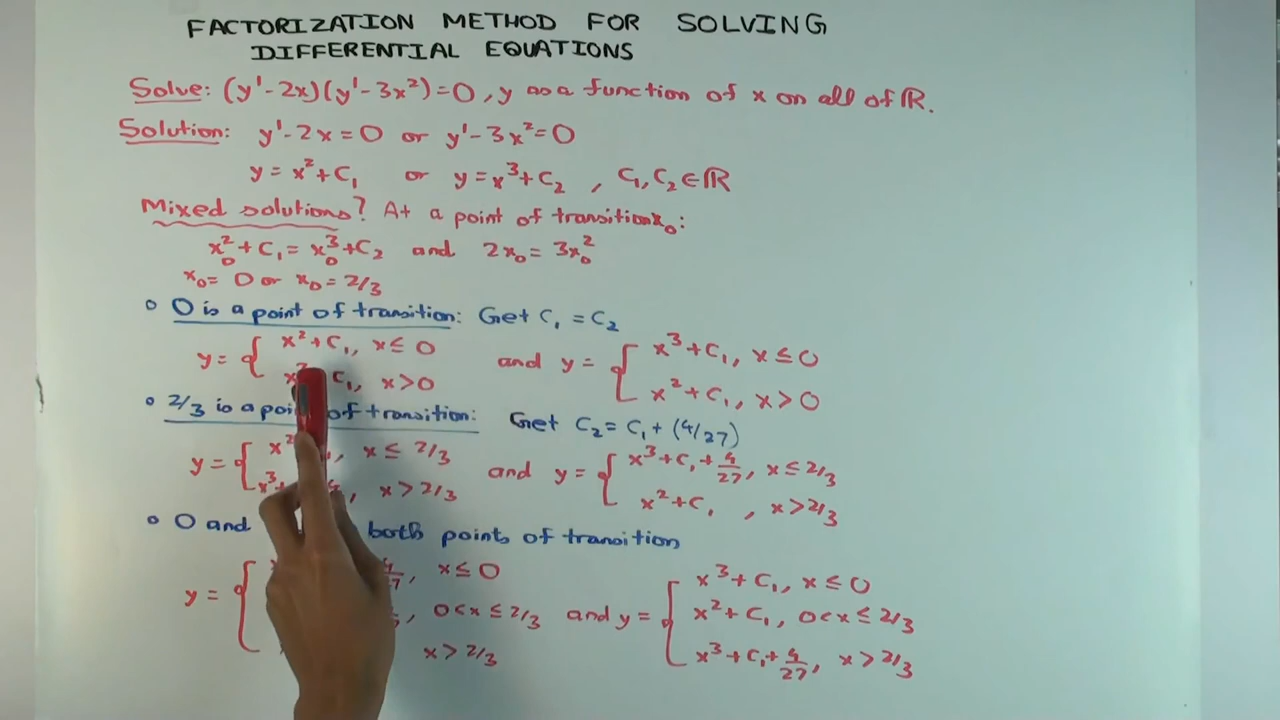 FACTORIZATION METHOD FOR SOLVING
DIFFERENTIAL EQUATIONS
Solve: (y'-2x)(y'-3x²)=0, y as a function of x on all of ℝ.
Solution: y'-2x=0 or y'-3x²=0
y = x²+C₁ or y = x³+C₂ , C₁,C₂∈ℝ
Mixed solutions? At a point of transition x₀:
x₀²+C₁ = x₀³+C₂ and 2x₀ = 3x₀²
x₀= 0 or x₀ = 2/3
• 0 is a point of transition: Get C₁ = C₂
y = { x²+C₁, x ≤ 0 and y = { x³+C₁, x ≤ 0
C₁, x>0 x²+C₁, x > 0
• 2/3 is a point of transition: Get C₂ = C₁ + (4/27)
y = { x ≤ 2/3 and y = { x³+C₁+4/27, x ≤ 2/3
x³+ , x > 2/3 x²+C₁ , x > 2/3
• 0 and both points of transition
y = { x ≤ 0 and y = { x³+C₁, x ≤ 0
0<x ≤ 2/3 x²+C₁, 0<x ≤ 2/3
x > 2/3 x³+C₁+4/27, x > 2/3